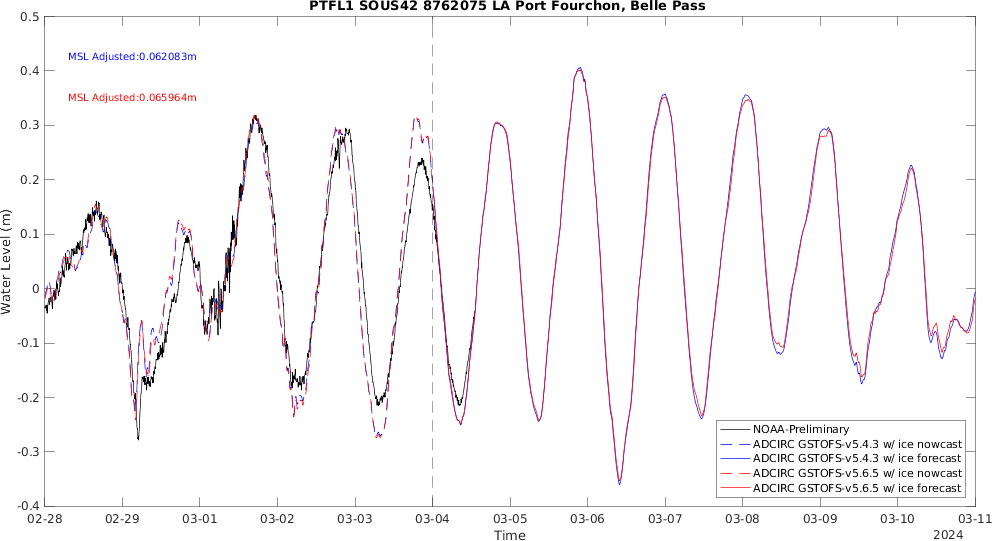 PTFL1 SOUS42 8762075 LA Port Fourchon, Belle Pass
0.5
MSL Adjusted:0.062083m
0.4
MSL Adjusted:0.065964m
0.3
0.2
0.1
Water Level (m)
0
-0.1
-0.2
-0.3
-0.4
NOAA-Preliminary
ADCIRC GSTOFS-v5.4.3 w/ ice nowcast
ADCIRC GSTOFS-v5.4.3 w/ ice forecast
ADCIRC GSTOFS-v5.6.5 w/ ice nowcast
ADCIRC GSTOFS-v5.6.5 w/ ice forecast
02-28 02-29 03-01 03-02 03-03 03-04 03-05 03-06 03-07 03-08 03-09 03-10 03-11
Time
2024